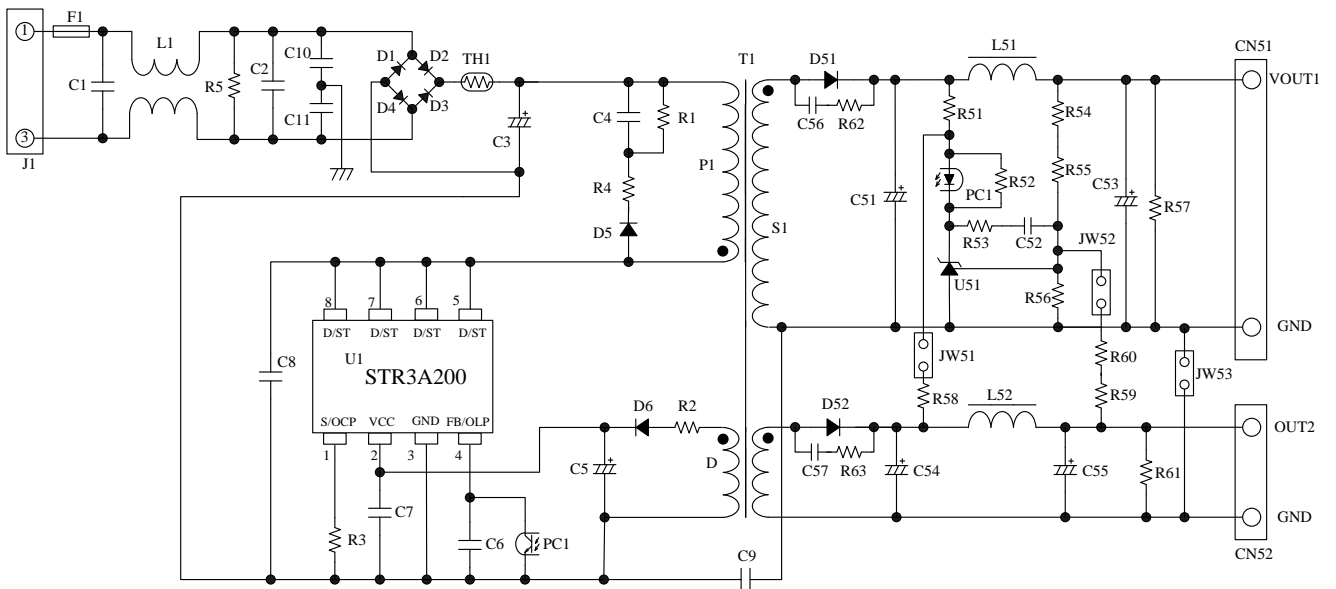 F1
1
L1
C1
R5
C2
C10
C11
3
J1
D1
D2
D4
D3
TH1
C3
C4
R1
R4
D5
P1
T1
S1
D51
C56
R62
C51
R51
PC1
R52
R53
C52
U51
L51
R54
R55
R56
C53
R57
JW52
CN51
VOUT1
GND
8
7
6
5
D/ST
D/ST
D/ST
D/ST
U1
STR3A200
S/OCP
VCC
GND
FB/OLP
1
2
3
4
C8
R3
C7
C6
PC1
C5
D6
R2
D
C9
D52
C57
R63
C54
JW51
R58
L52
R60
R59
JW53
C55
R61
OUT2
GND
CN52